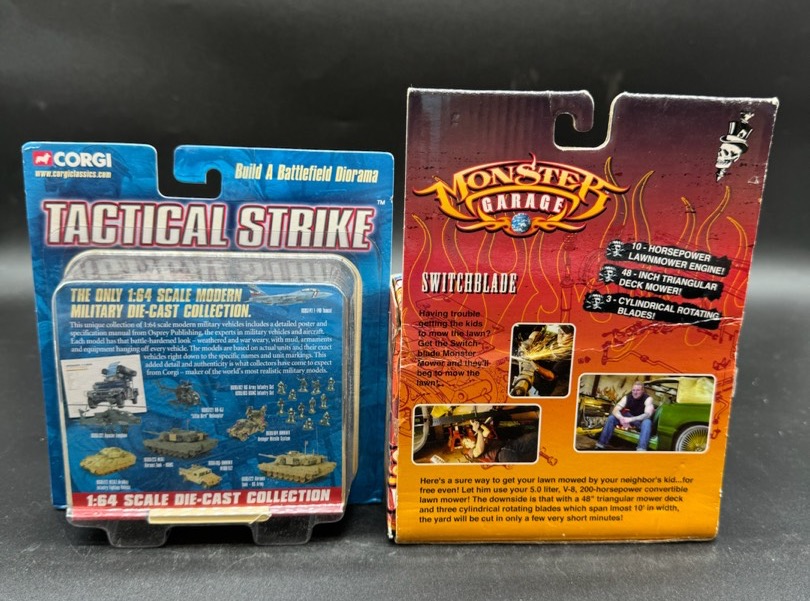 CORGI
www.corgiclassics.com
Build A Battlefield Diorama
TACTICAL STRIKE™
THE ONLY 1:64 SCALE MODERN
MILITARY DIE-CAST COLLECTION.
This unique collection of 1:64 scale modern military vehicles includes a detailed poster and
specification manual from Osprey Publishing, the experts in military vehicles and aircraft.
Each model has that battle-hardened look - weathered and war weary, with mud, armaments
and equipment hanging off every vehicle. The models are based on actual units and their exact
vehicles right down to the specific names and unit markings. This
added detail and authenticity is what collectors have come to expect
from Corgi – maker of the world's most realistic military models.
1:64 SCALE DIE-CAST COLLECTION
MONSTER
GARAGE
SWITCHBLADE
10 - HORSEPOWER
LAWNMOWER ENGINE!
48 - INCH TRIANGULAR
DECK MOWER!
3 - CYLINDRICAL ROTATING
BLADES!
Having trouble
getting the kids
to mow the lawn?
Get the Switch-
blade Monster
Mower and they'll
beg to mow the
lawn!
Here's a sure way to get your lawn mowed by your neighbor's kid...for
free even! Let him use your 5.0 liter, V-8, 200-horsepower convertible
lawn mower! The downside is that with a 48" triangular mower deck
and three cylindrical rotating blades which span lmost 10' in width,
the yard will be cut in only a few very short minutes!